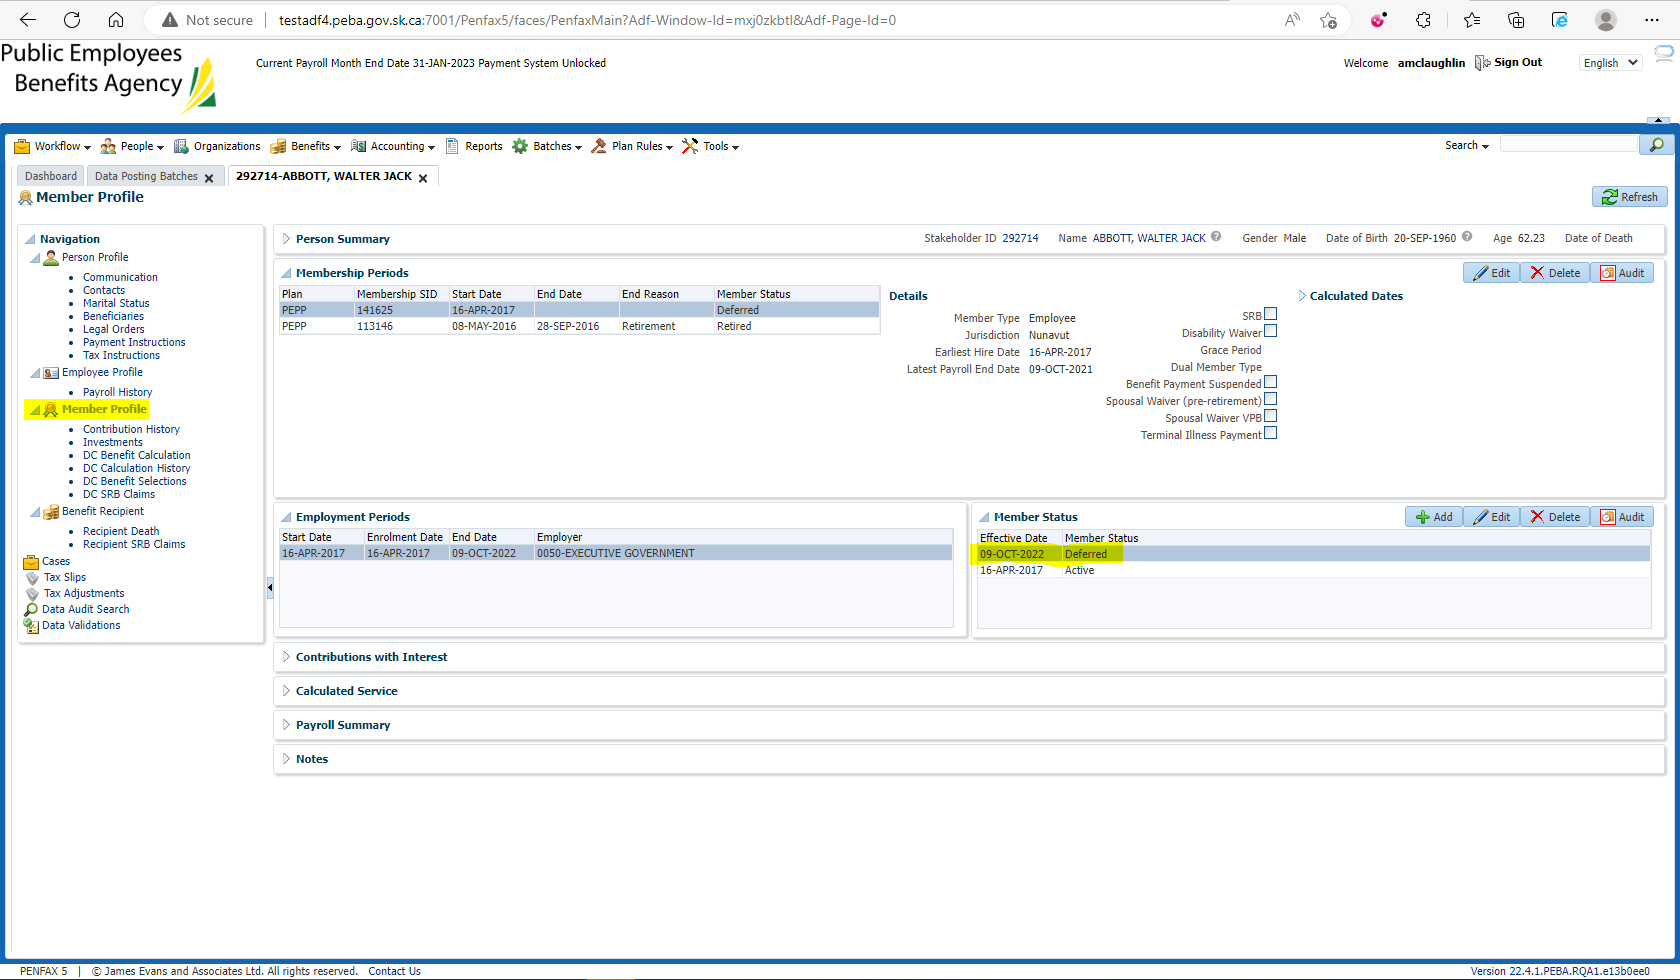 Not secure | testadf4.peba.gov.sk.ca:7001/Penfax5/faces/PenfaxMain?Adf-Window-Id=mxj0zkbtl&Adf-Page-Id=0
Public Employees
Benefits Agency
Current Payroll Month End Date 31-JAN-2023 Payment System Unlocked
Welcome amclaughlin Sign Out English
Workflow People Organizations Benefits Accounting Reports Batches Plan Rules Tools Search
Dashboard Data Posting Batches 292714-ABBOTT, WALTER JACK
Member Profile
Refresh
Navigation
Person Profile
Communication
Contacts
Marital Status
Beneficiaries
Legal Orders
Payment Instructions
Tax Instructions
Employee Profile
Payroll History
Member Profile
Contribution History
Investments
DC Benefit Calculation
DC Calculation History
DC Benefit Selections
DC SRB Claims
Benefit Recipient
Recipient Death
Recipient SRB Claims
Cases
Tax Slips
Tax Adjustments
Data Audit Search
Data Validations
Person Summary
Stakeholder ID 292714 Name ABBOTT, WALTER JACK Gender Male Date of Birth 20-SEP-1960 Age 62.23 Date of Death
Membership Periods
Edit Delete Audit
Plan Membership SID Start Date End Date End Reason Member Status
PEPP 141625 16-APR-2017 Deferred
PEPP 113146 08-MAY-2016 28-SEP-2016 Retirement Retired
Details
Member Type Employee
Jurisdiction Nunavut
Earliest Hire Date 16-APR-2017
Latest Payroll End Date 09-OCT-2021
SRB
Disability Waiver
Grace Period
Dual Member Type
Benefit Payment Suspended
Spousal Waiver (pre-retirement)
Spousal Waiver VPB
Terminal Illness Payment
Calculated Dates
Employment Periods
Start Date Enrolment Date End Date Employer
16-APR-2017 16-APR-2017 09-OCT-2022 0050-EXECUTIVE GOVERNMENT
Member Status
Add Edit Delete Audit
Effective Date Member Status
09-OCT-2022 Deferred
16-APR-2017 Active
Contributions with Interest
Calculated Service
Payroll Summary
Notes
PENFAX 5 | © James Evans and Associates Ltd. All rights reserved. Contact Us
Version 22.4.1.PEBA.RQA1.e13b0ee0